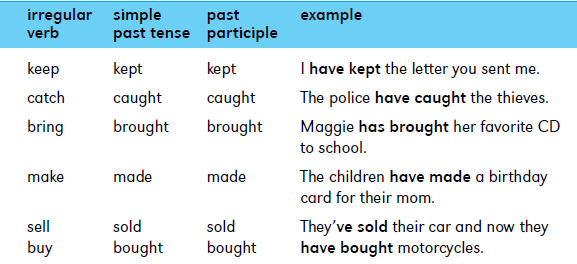 irregular verb simple past tense past participle example
keep kept kept I have kept the letter you sent me.
catch caught caught The police have caught the thieves.
bring brought brought Maggie has brought her favorite CD
to school.
make made made The children have made a birthday
card for their mom.
sell sold sold They've sold their car and now they
buy bought bought have bought motorcycles.